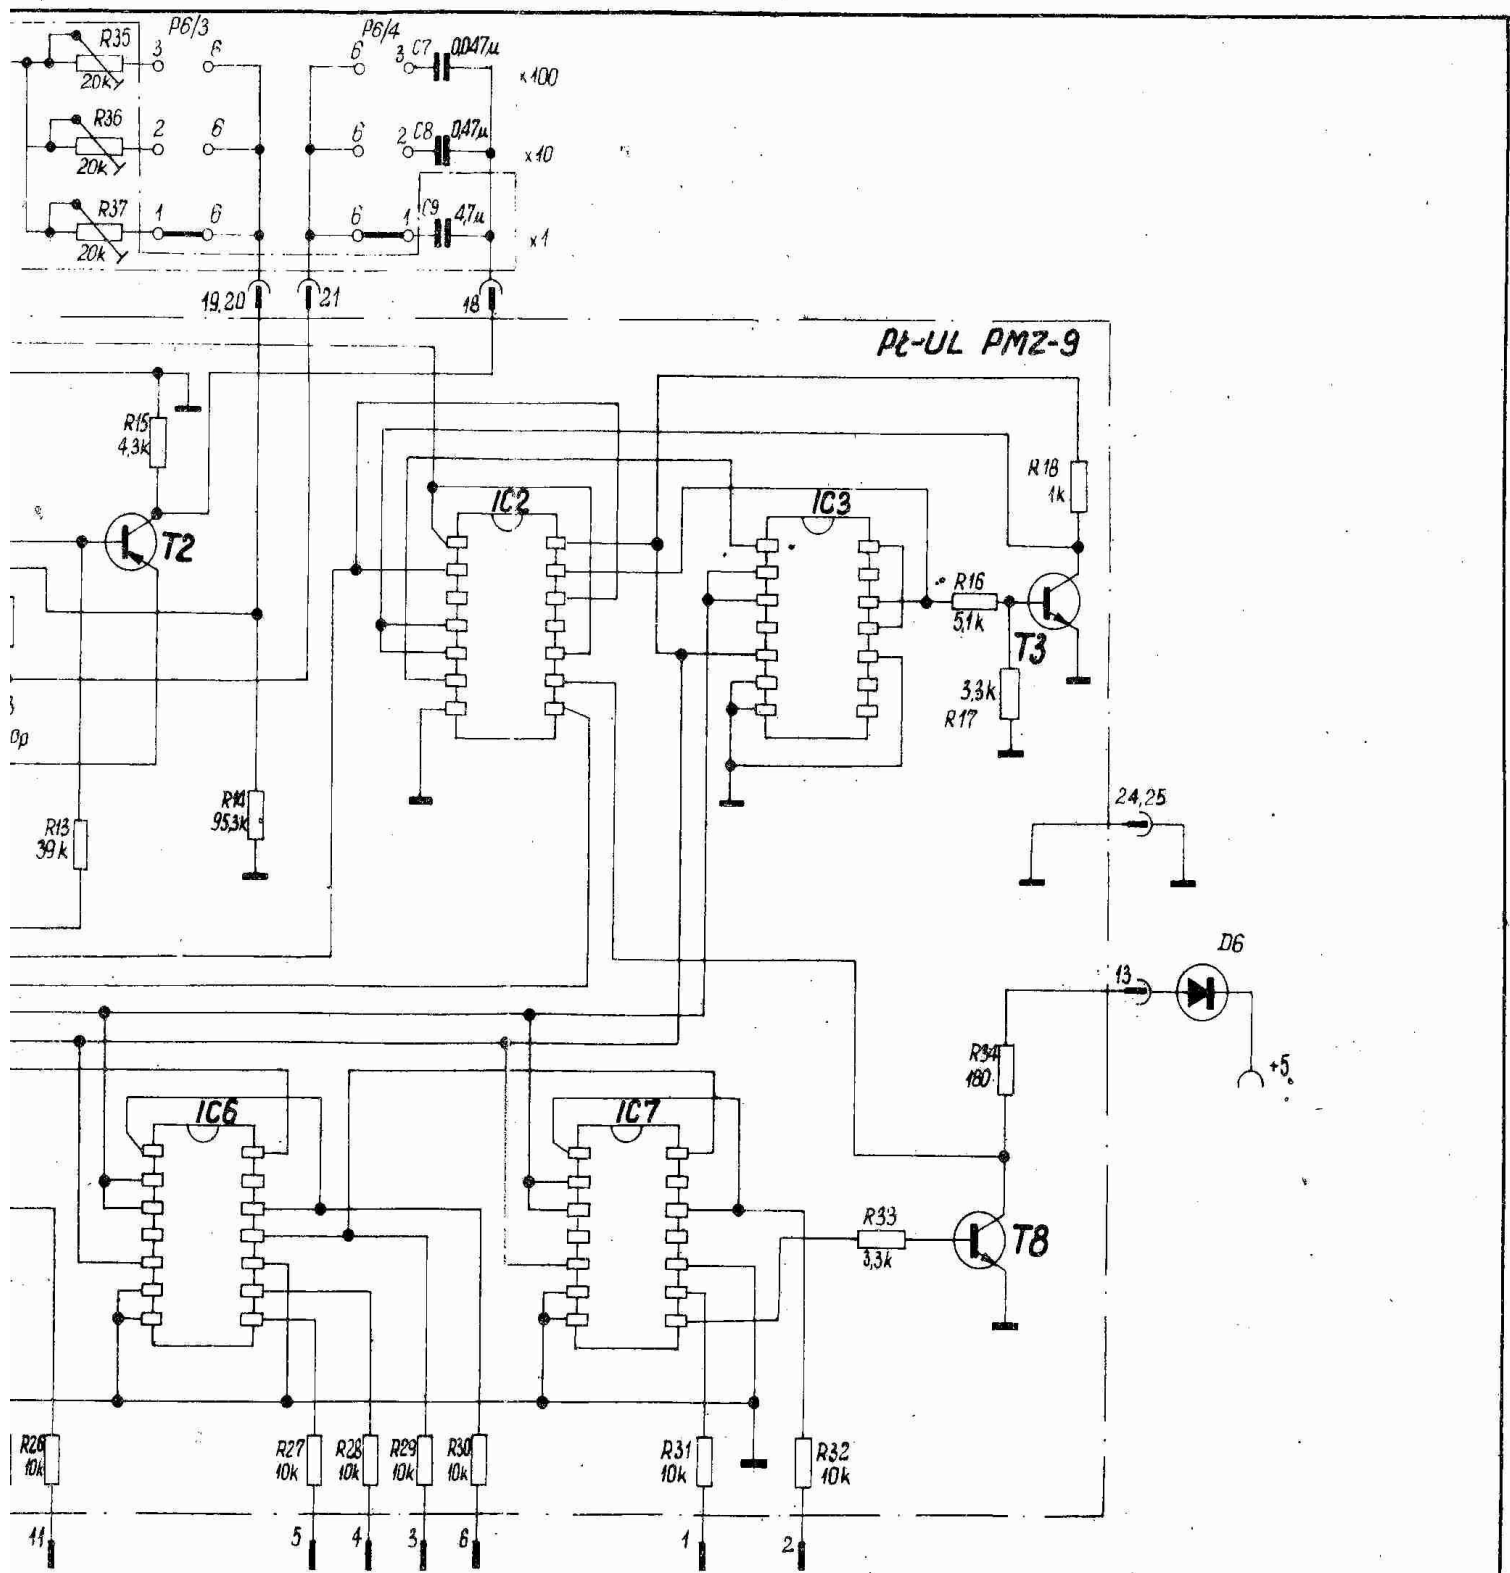 P6/3 P6/4
R35 3 6 6 3 C7 0,047µ
20k x100
R36 2 6 6 2 C8 0,47µ
20k x10
R37 1 6 6 1 C9 4,7µ
20k x1
19,20 21 18
PŁ-UL PMZ-9
R15
4,3k
R18
1k
IC2 IC3
T2
R16
5,1k
T3
3,3k
R17
3
0p
R13
39k
R14
95,3k
24,25
D6
13
R34
180
+5
IC6 IC7
R33
3,3k
T8
R26
10k
R27
10k
R28
10k
R29
10k
R30
10k
R31
10k
R32
10k
11 5 4 3 6 1 2